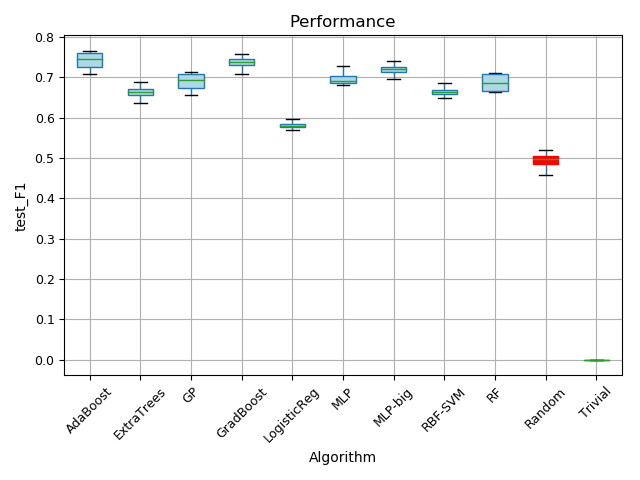 Performance
0.8
0.7
0.6
0.5
0.4
0.3
0.2
0.1
0.0
test_F1
AdaBoost
ExtraTrees
GP
GradBoost
LogisticReg
MLP
MLP-big
RBF-SVM
RF
Random
Trivial
Algorithm